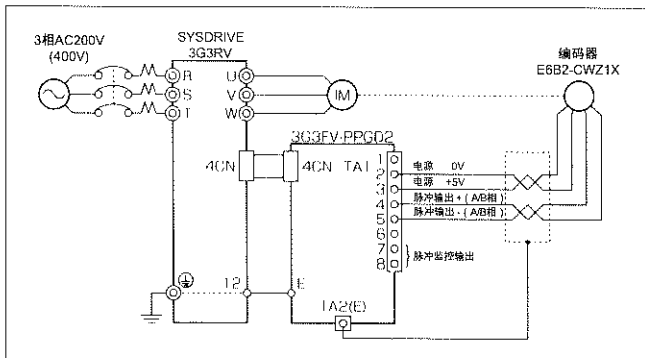 3相AC200V
(400V)
SYSDRIVE
3G3RV
编码器
E6B2-CWZ1X
R
S
T
U
V
W
IM
3G3FV-PPGD2
4CN
4CN
TA1
1
2
3
4
5
6
7
8
电源 0V
电源 +5V
脉冲输出 + ( A/B相 )
脉冲输出 - ( A/B相 )
脉冲监控输出
12
E
TA2(E)